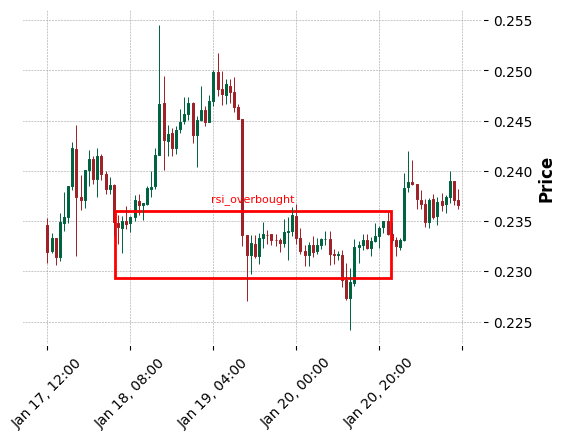 0.255
0.250
0.245
0.240
0.235
0.230
0.225
Price
rsi_overbought
Jan 17, 12:00
Jan 18, 08:00
Jan 19, 04:00
Jan 20, 00:00
Jan 20, 20:00